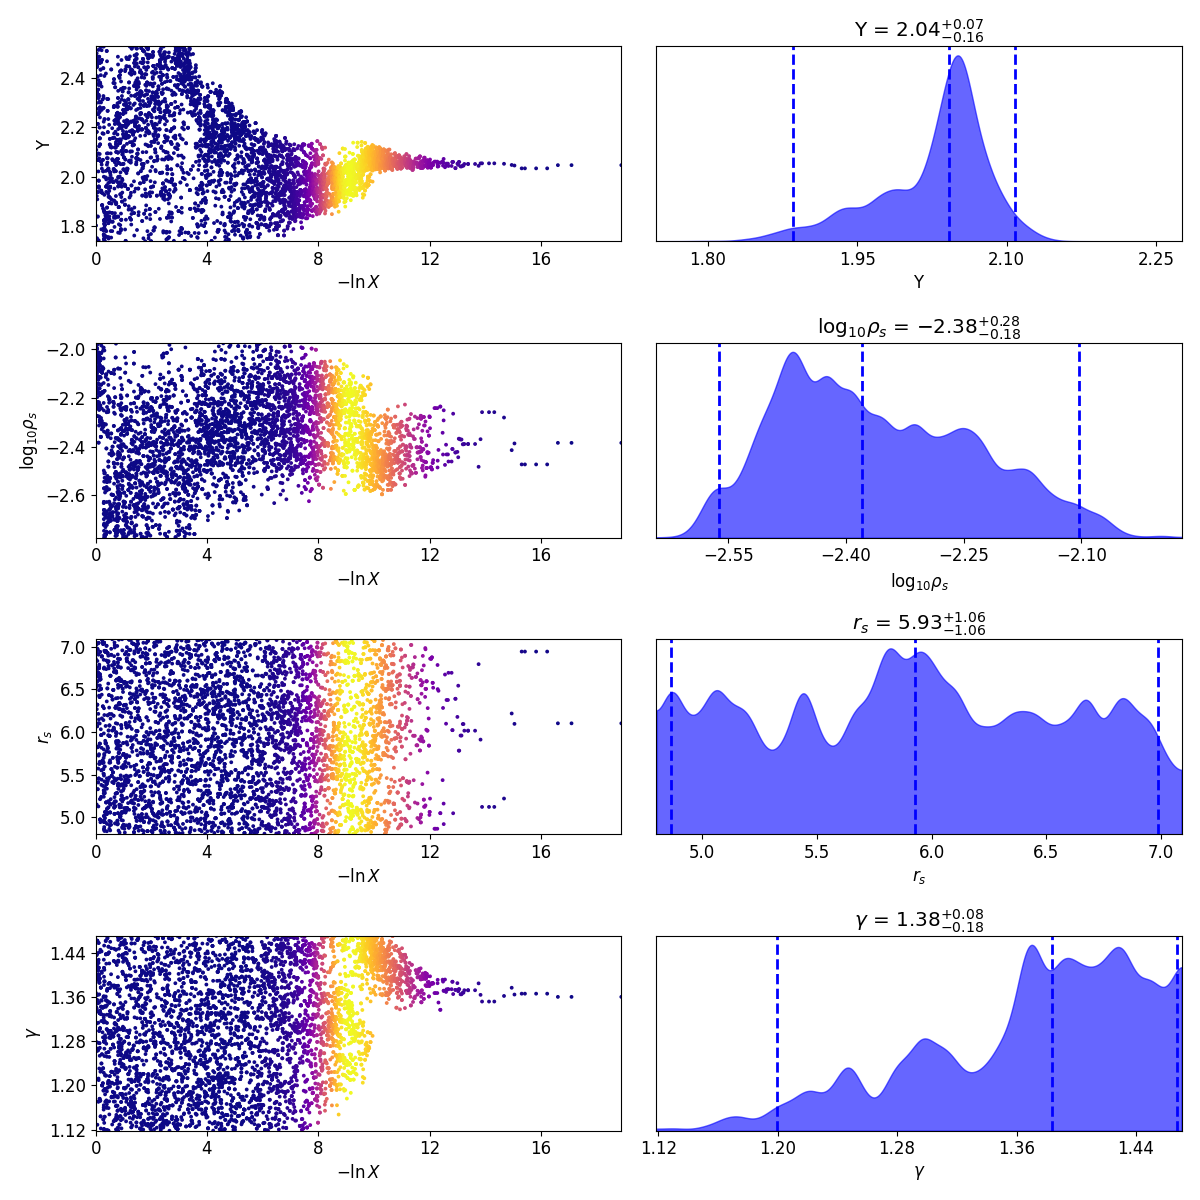 Y = 2.04^{+0.07}_{-0.16}
2.4
2.2
2.0
1.8
Y
0 4 8 12 16
−ln X
1.80 1.95 2.10 2.25
Y
log₁₀ρₛ = −2.38^{+0.28}_{-0.18}
−2.0
−2.2
−2.4
−2.6
log₁₀ρₛ
0 4 8 12 16
−ln X
−2.55 −2.40 −2.25 −2.10
log₁₀ρₛ
rₛ = 5.93^{+1.06}_{-1.06}
7.0
6.5
6.0
5.5
5.0
rₛ
0 4 8 12 16
−ln X
5.0 5.5 6.0 6.5 7.0
rₛ
γ = 1.38^{+0.08}_{-0.18}
1.44
1.36
1.28
1.20
1.12
γ
0 4 8 12 16
−ln X
1.12 1.20 1.28 1.36 1.44
γ